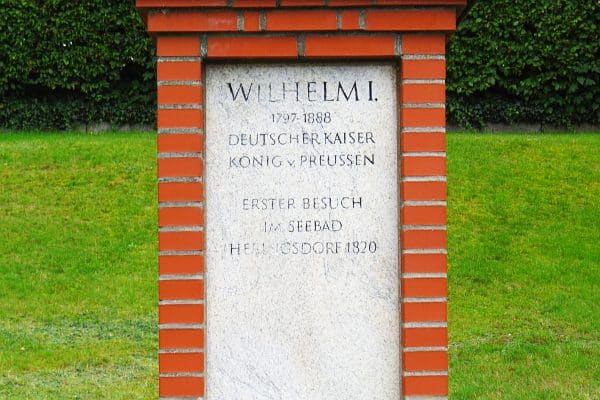 WILHELM I.
1797-1888
DEUTSCHER KAISER
KÖNIG v. PREUSSEN
ERSTER BESUCH
IM SEEBAD
HERINGSDORF 1820